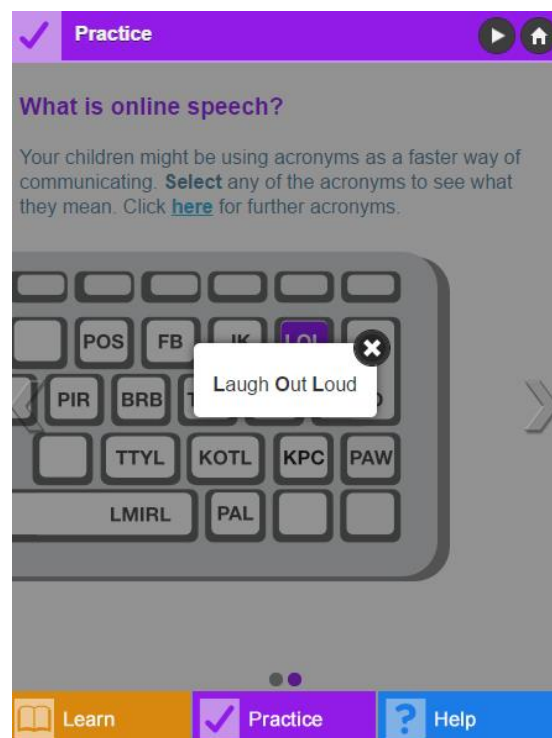 Practice
What is online speech?
Your children might be using acronyms as a faster way of
communicating. Select any of the acronyms to see what
they mean. Click here for further acronyms.
POS FB JK LOL
Laugh Out Loud
PIR BRB
TTYL KOTL KPC PAW
LMIRL PAL
Learn Practice Help